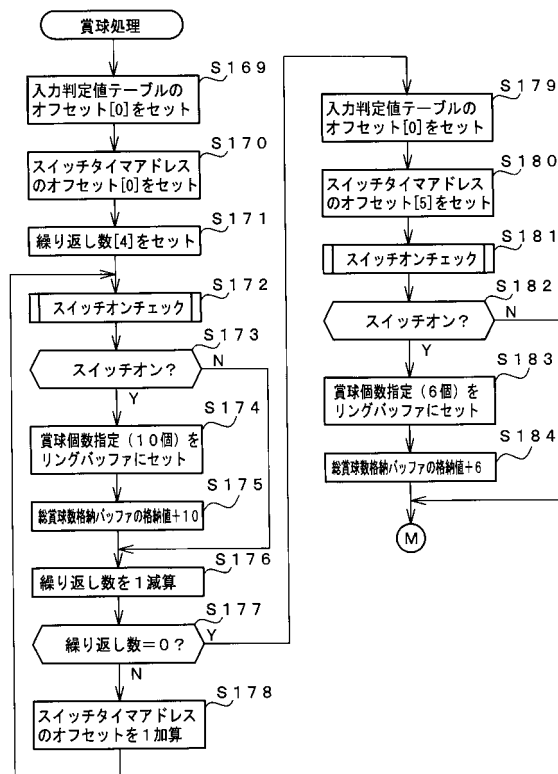 賞球処理
S169
入力判定値テーブルの
オフセット[0]をセット
S170
スイッチタイマアドレス
のオフセット[0]をセット
S171
繰り返し数[4]をセット
S172
スイッチオンチェック
S173
スイッチオン?
N
Y
S174
賞球個数指定(10個)を
リングバッファにセット
S175
総賞球数格納バッファの格納値+10
S176
繰り返し数を1減算
S177
繰り返し数=0?
Y
N
S178
スイッチタイマアドレス
のオフセットを1加算
S179
入力判定値テーブルの
オフセット[0]をセット
S180
スイッチタイマアドレス
のオフセット[5]をセット
S181
スイッチオンチェック
S182
スイッチオン?
N
Y
S183
賞球個数指定(6個)を
リングバッファにセット
S184
総賞球数格納バッファの格納値+6
M